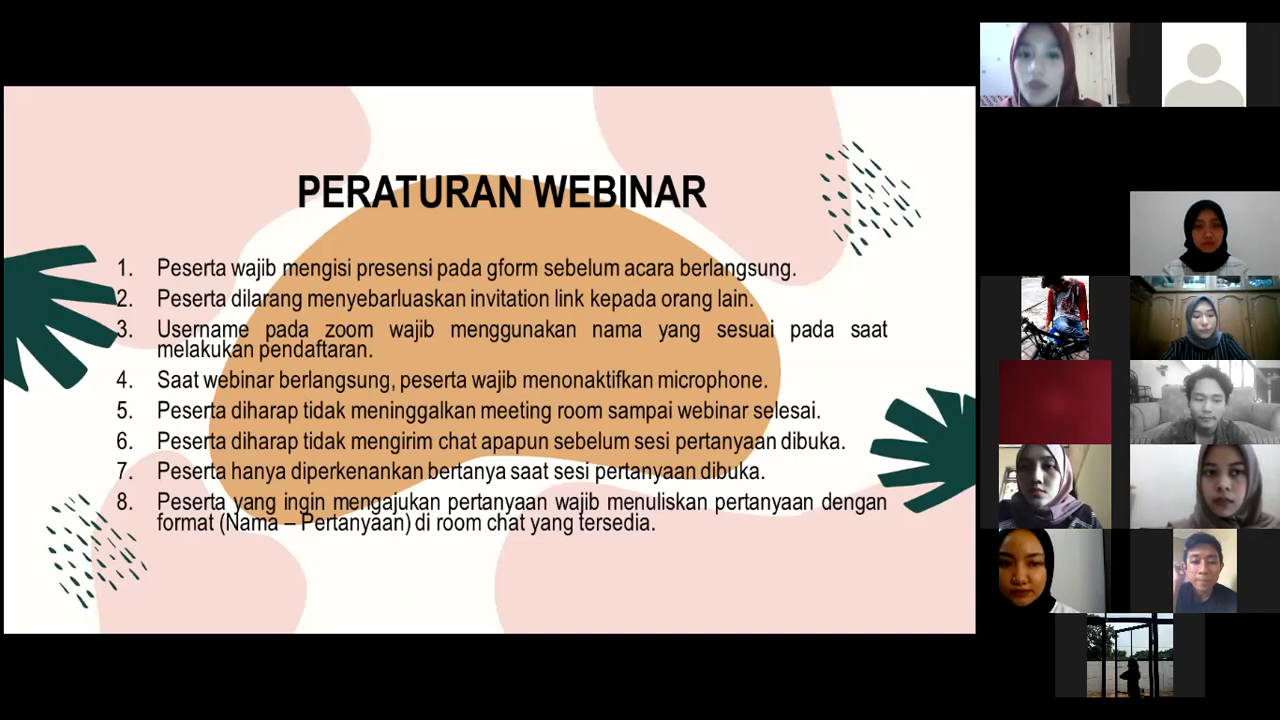 PERATURAN WEBINAR
1. Peserta wajib mengisi presensi pada gform sebelum acara berlangsung.
2. Peserta dilarang menyebarluaskan invitation link kepada orang lain.
3. Username pada zoom wajib menggunakan nama yang sesuai pada saat
melakukan pendaftaran.
4. Saat webinar berlangsung, peserta wajib menonaktifkan microphone.
5. Peserta diharap tidak meninggalkan meeting room sampai webinar selesai.
6. Peserta diharap tidak mengirim chat apapun sebelum sesi pertanyaan dibuka.
7. Peserta hanya diperkenankan bertanya saat sesi pertanyaan dibuka.
8. Peserta yang ingin mengajukan pertanyaan wajib menuliskan pertanyaan dengan
format (Nama – Pertanyaan) di room chat yang tersedia.